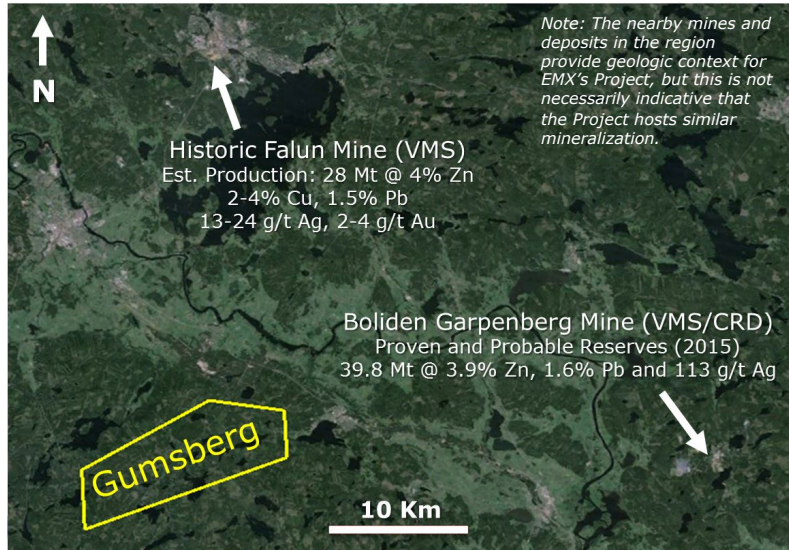 N
Note: The nearby mines and
deposits in the region
provide geologic context for
EMX's Project, but this is not
necessarily indicative that
the Project hosts similar
mineralization.
Historic Falun Mine (VMS)
Est. Production: 28 Mt @ 4% Zn
2-4% Cu, 1.5% Pb
13-24 g/t Ag, 2-4 g/t Au
Boliden Garpenberg Mine (VMS/CRD)
Proven and Probable Reserves (2015)
39.8 Mt @ 3.9% Zn, 1.6% Pb and 113 g/t Ag
Gumsberg
10 Km